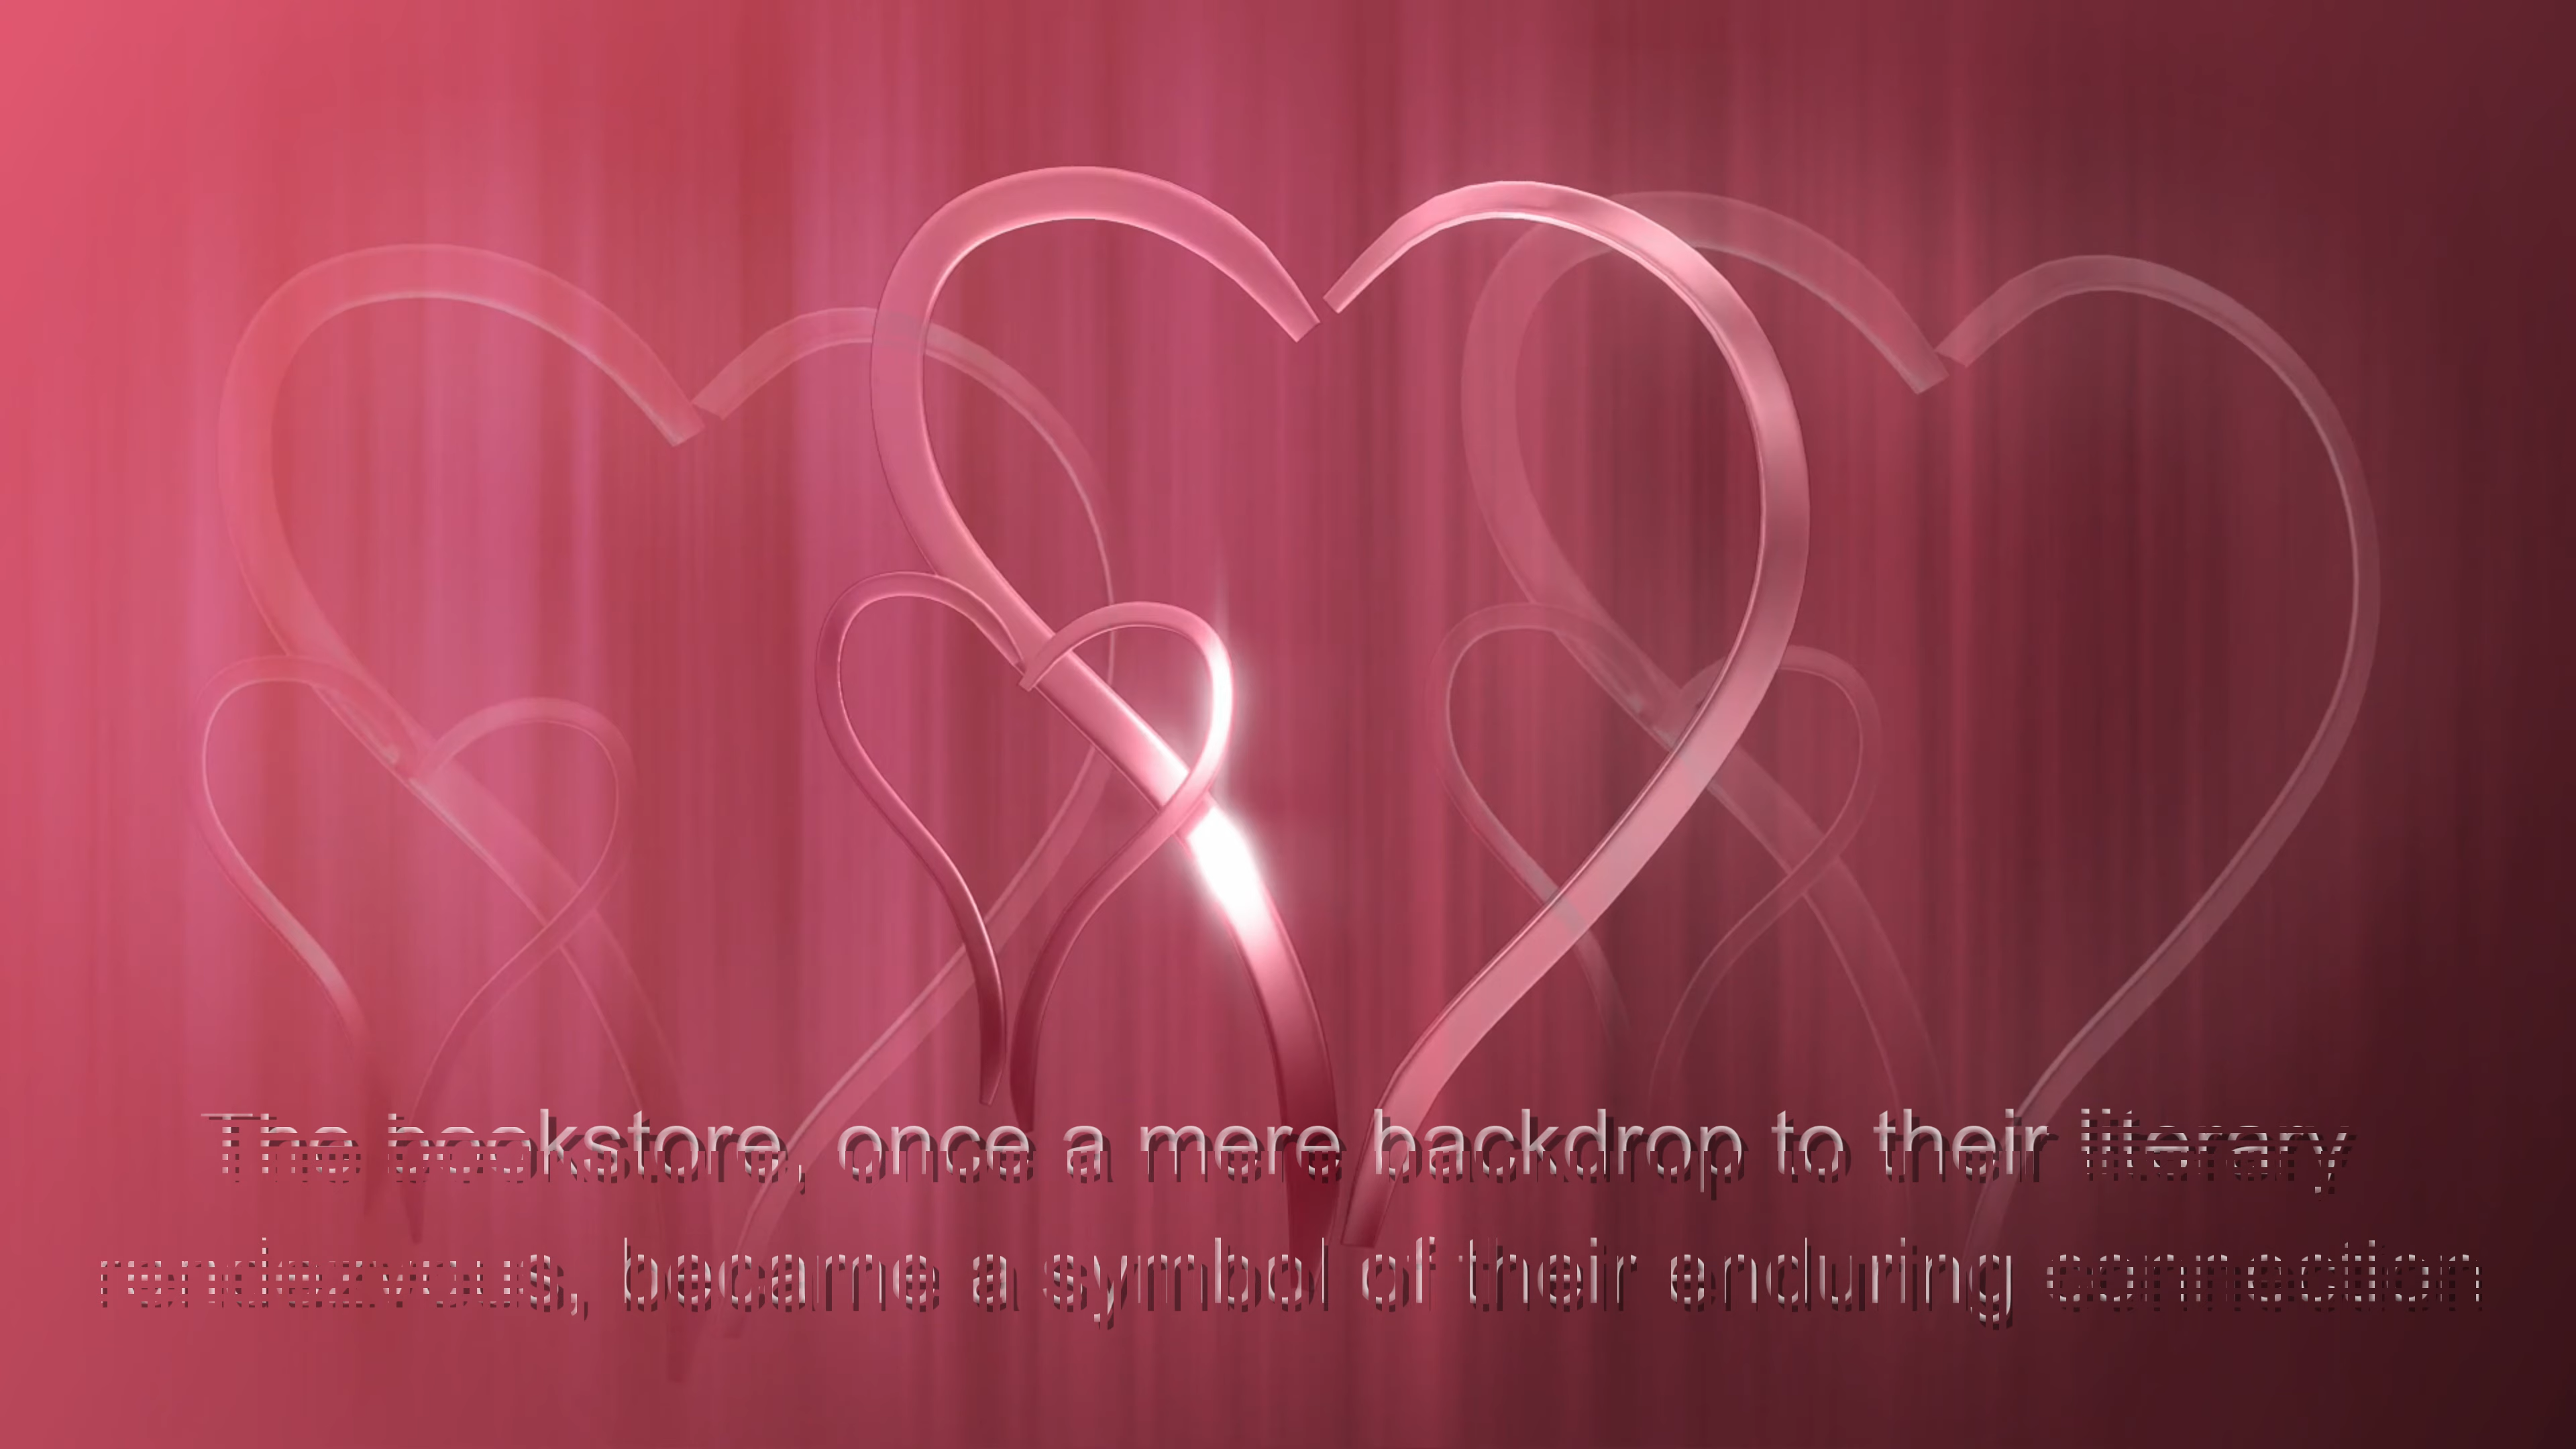 The bookstore, once a mere backdrop to their literary
rendezvous, became a symbol of their enduring connection